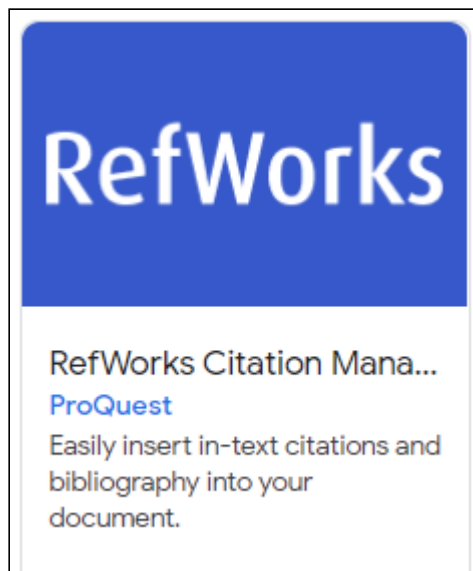 RefWorks
RefWorks Citation Mana...
ProQuest
Easily insert in-text citations and
bibliography into your
document.